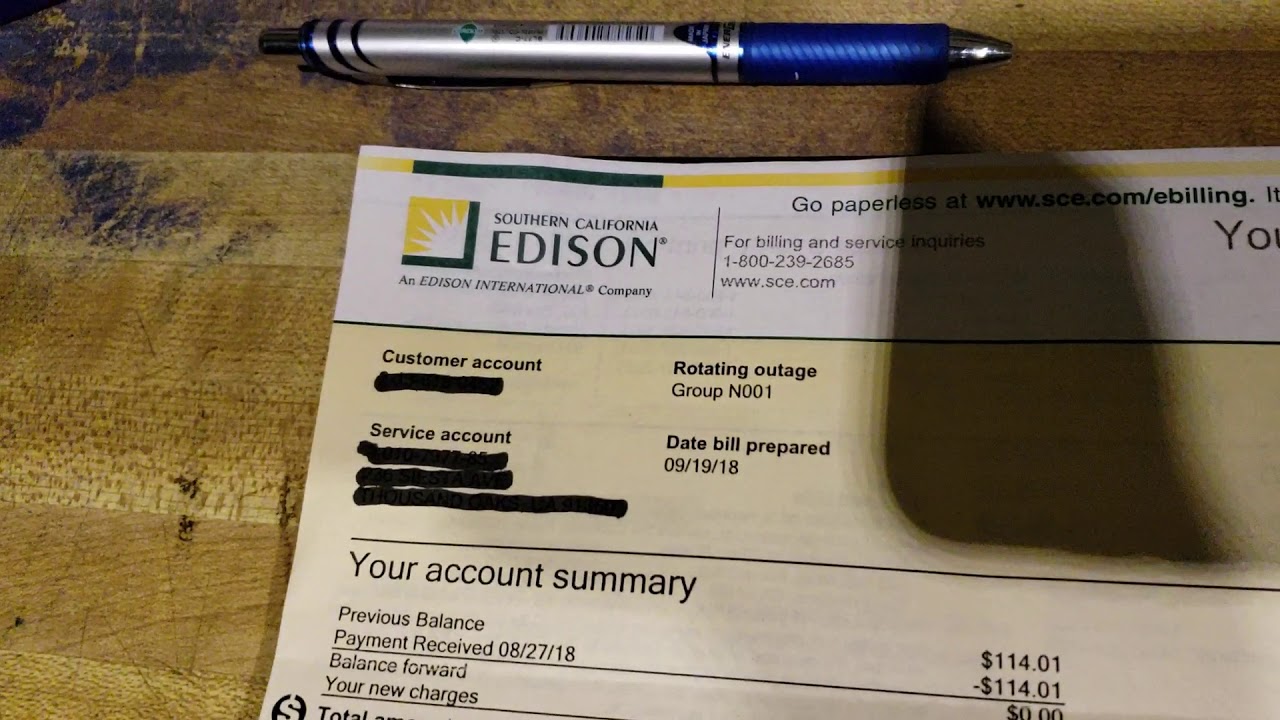 Go paperless at www.sce.com/ebilling.
SOUTHERN CALIFORNIA
EDISON®
An EDISON INTERNATIONAL® Company
For billing and service inquiries
1-800-239-2685
www.sce.com
Customer account
Rotating outage
Group N001
Service account
Date bill prepared
09/19/18
Your account summary
Previous Balance $114.01
Payment Received 08/27/18 -$114.01
Balance forward $0.00
Your new charges
Total